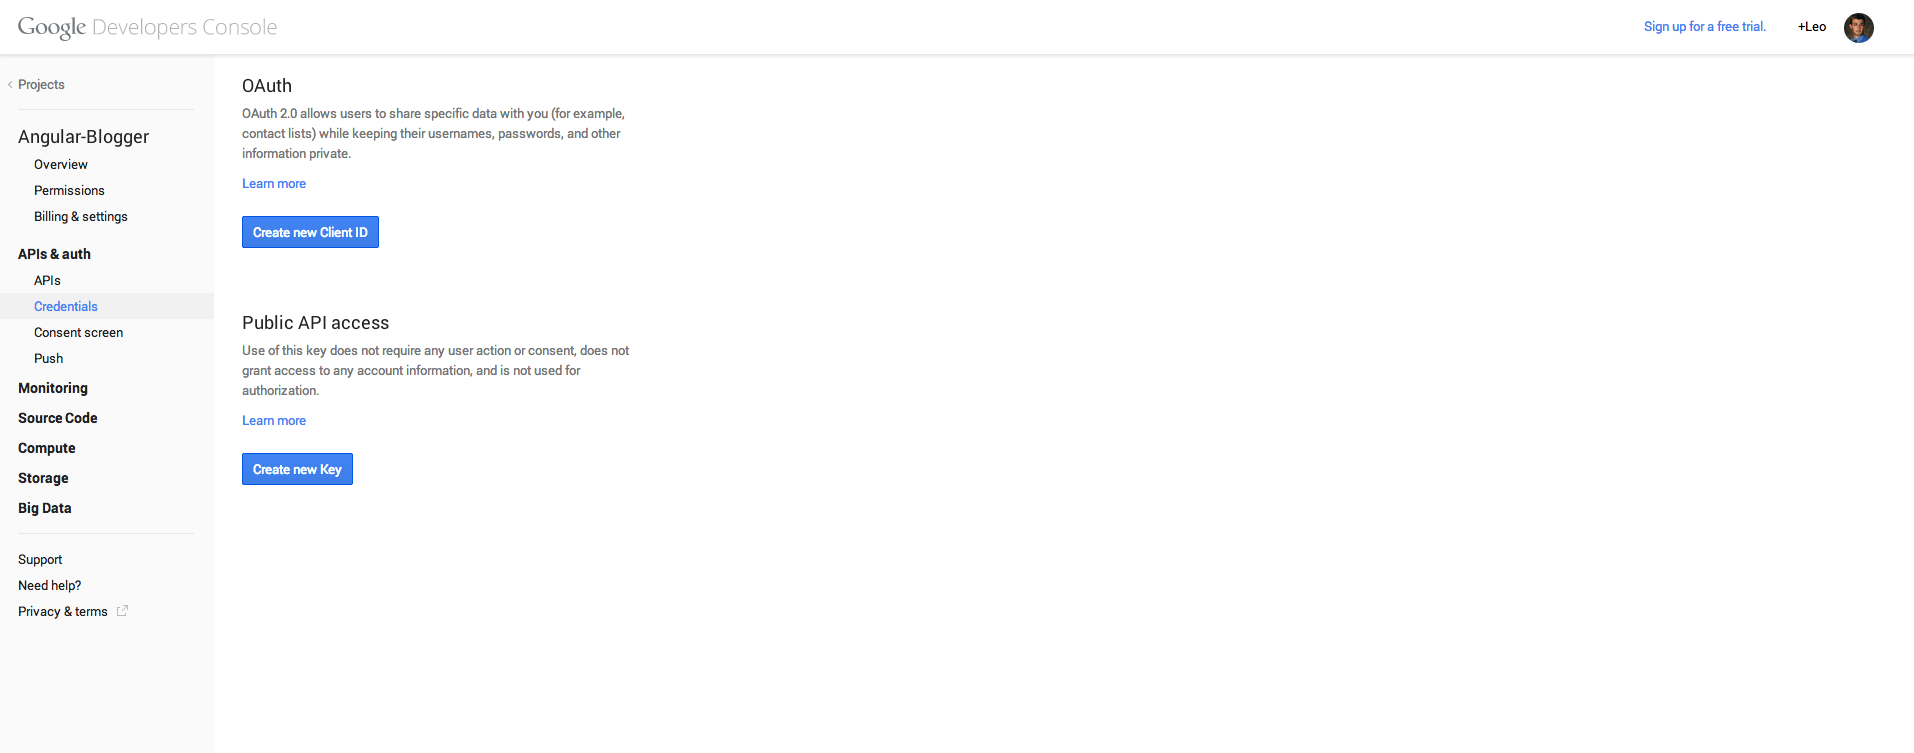 Google Developers Console
Sign up for a free trial.
+Leo
Projects
Angular-Blogger
Overview
Permissions
Billing & settings
APIs & auth
APIs
Credentials
Consent screen
Push
Monitoring
Source Code
Compute
Storage
Big Data
Support
Need help?
Privacy & terms
OAuth
OAuth 2.0 allows users to share specific data with you (for example,
contact lists) while keeping their usernames, passwords, and other
information private.
Learn more
Create new Client ID
Public API access
Use of this key does not require any user action or consent, does not
grant access to any account information, and is not used for
authorization.
Learn more
Create new Key